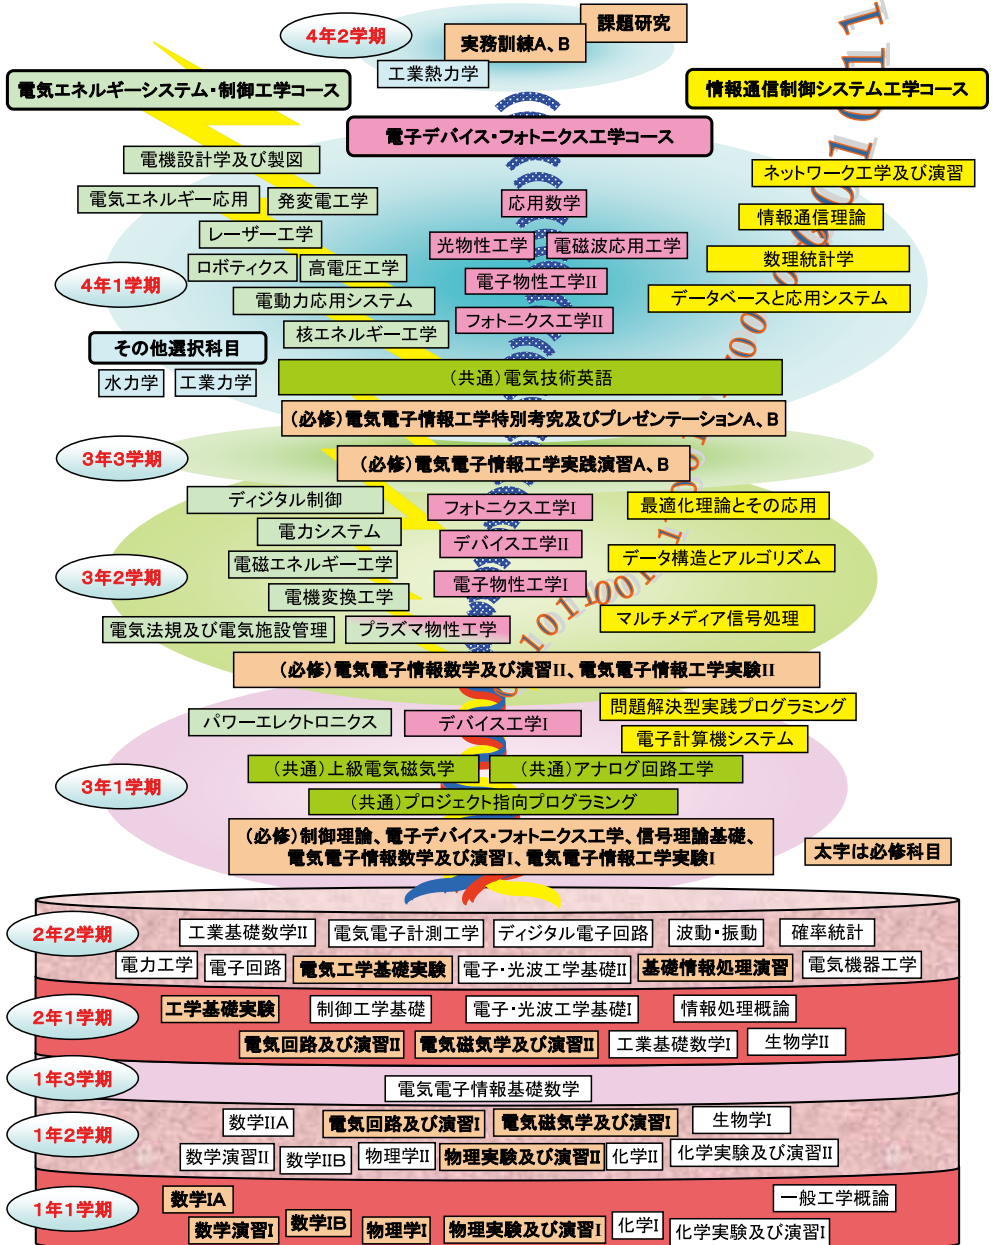 4年2学期
課題研究
実務訓練A、B
工業熱力学
電気エネルギーシステム・制御工学コース
情報通信制御システム工学コース
電子デバイス・フォトニクス工学コース
電機設計学及び製図
ネットワーク工学及び演習
電気エネルギー応用
発変電工学
応用数学
情報通信理論
レーザー工学
光物性工学
電磁波応用工学
数理統計学
ロボティクス
高電圧工学
電子物性工学II
4年1学期
電動力応用システム
データベースと応用システム
核エネルギー工学
フォトニクス工学II
その他選択科目
水力学
工業力学
(共通)電気技術英語
(必修)電気電子情報工学特別考究及びプレゼンテーションA、B
3年3学期
(必修)電気電子情報工学実践演習A、B
ディジタル制御
フォトニクス工学I
最適化理論とその応用
電力システム
デバイス工学II
データ構造とアルゴリズム
電磁エネルギー工学
3年2学期
電子物性工学I
電機変換工学
マルチメディア信号処理
電気法規及び電気施設管理
プラズマ物性工学
(必修)電気電子情報数学及び演習II、電気電子情報工学実験II
パワーエレクトロニクス
デバイス工学I
問題解決型実践プログラミング
電子計算機システム
3年1学期
(共通)上級電気磁気学
(共通)アナログ回路工学
(共通)プロジェクト指向プログラミング
(必修)制御理論、電子デバイス・フォトニクス工学、信号理論基礎、
電気電子情報数学及び演習I、電気電子情報工学実験I
太字は必修科目
2年2学期
工業基礎数学II
電気電子計測工学
ディジタル電子回路
波動・振動
確率統計
電力工学
電子回路
電気工学基礎実験
電子・光波工学基礎II
基礎情報処理演習
電気機器工学
2年1学期
工学基礎実験
制御工学基礎
電子・光波工学基礎I
情報処理概論
電気回路及び演習II
電気磁気学及び演習II
工業基礎数学I
生物学II
1年3学期
電気電子情報基礎数学
1年2学期
数学IIA
電気回路及び演習I
電気磁気学及び演習I
生物学I
数学演習II
数学IIB
物理学II
物理実験及び演習II
化学II
化学実験及び演習II
1年1学期
数学IA
一般工学概論
数学演習I
数学IB
物理学I
物理実験及び演習I
化学I
化学実験及び演習I